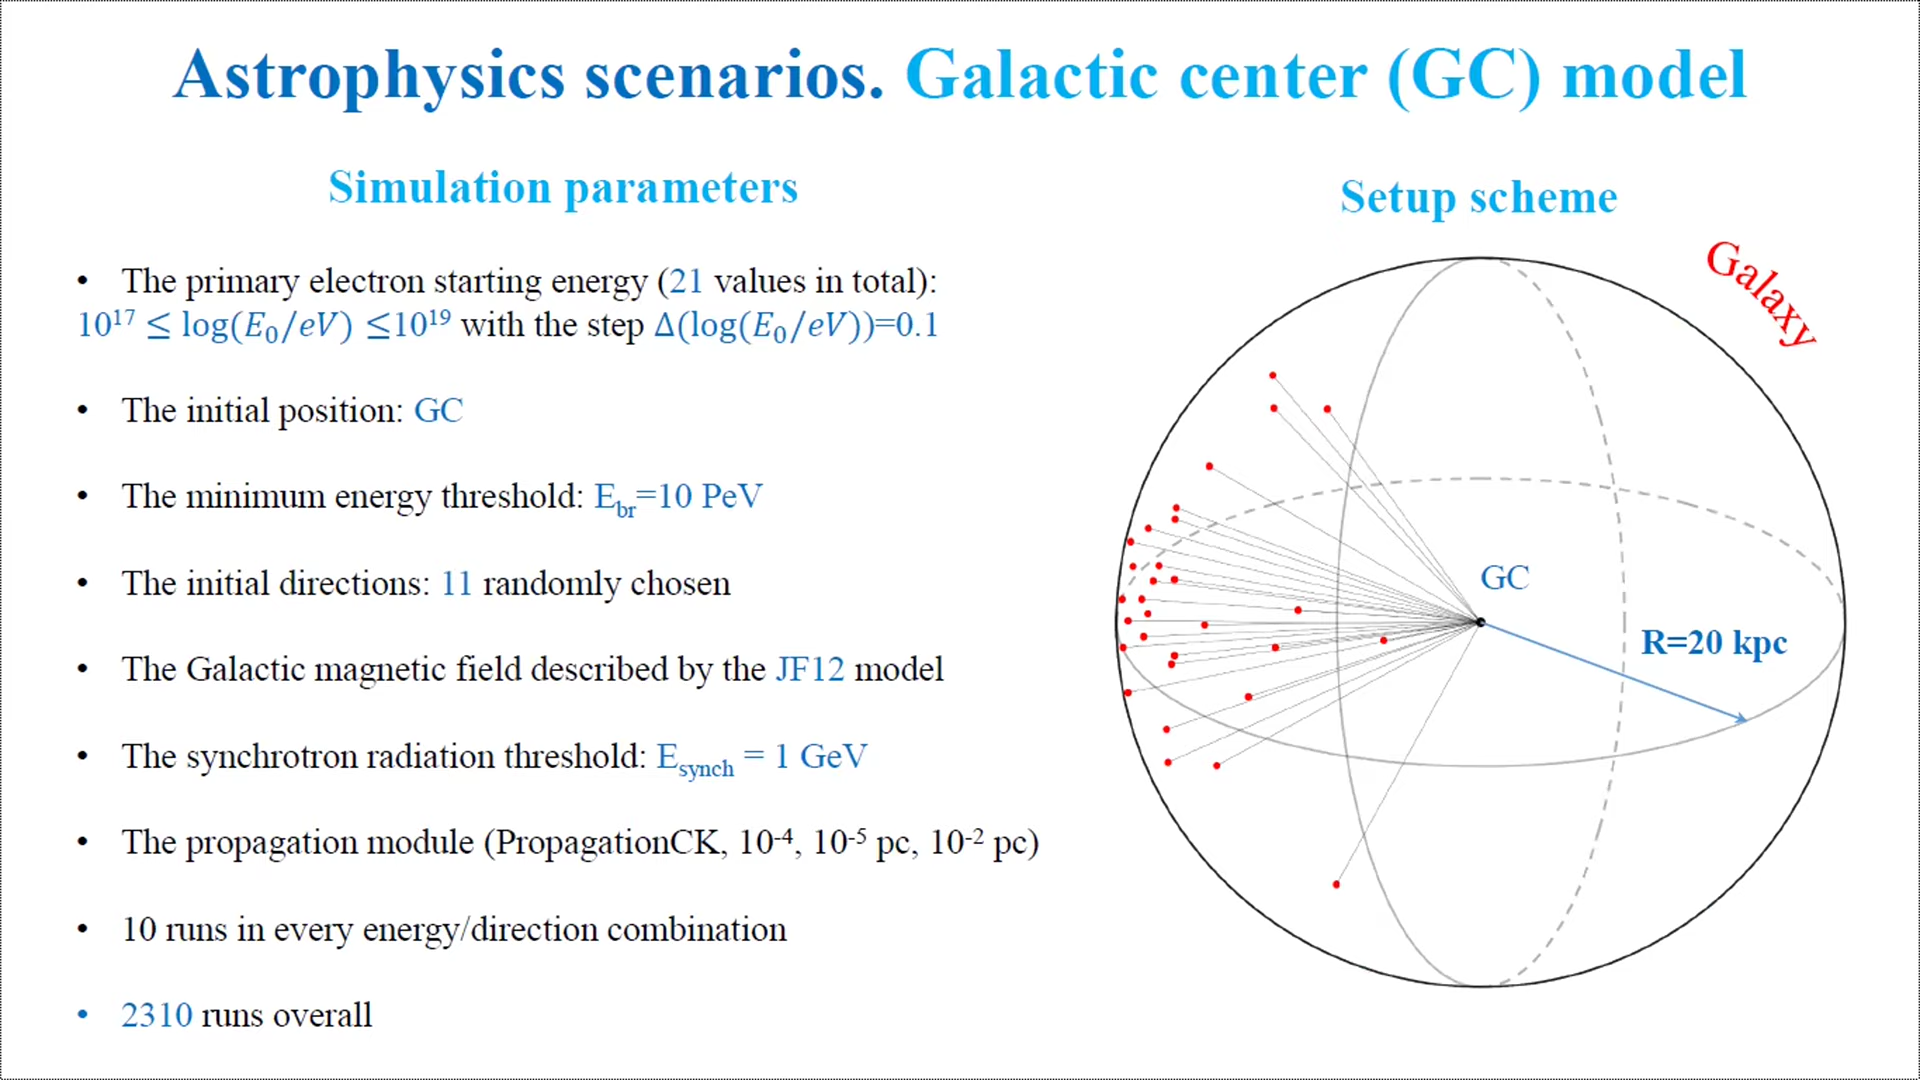 Astrophysics scenarios. Galactic center (GC) model
Simulation parameters
• The primary electron starting energy (21 values in total):
10¹⁷ ≤ log(E₀/eV) ≤10¹⁹ with the step Δ(log(E₀/eV))=0.1
• The initial position: GC
• The minimum energy threshold: E_br=10 PeV
• The initial directions: 11 randomly chosen
• The Galactic magnetic field described by the JF12 model
• The synchrotron radiation threshold: E_synch = 1 GeV
• The propagation module (PropagationCK, 10⁻⁴, 10⁻⁵ pc, 10⁻² pc)
• 10 runs in every energy/direction combination
• 2310 runs overall
Setup scheme
Galaxy
GC
R=20 kpc